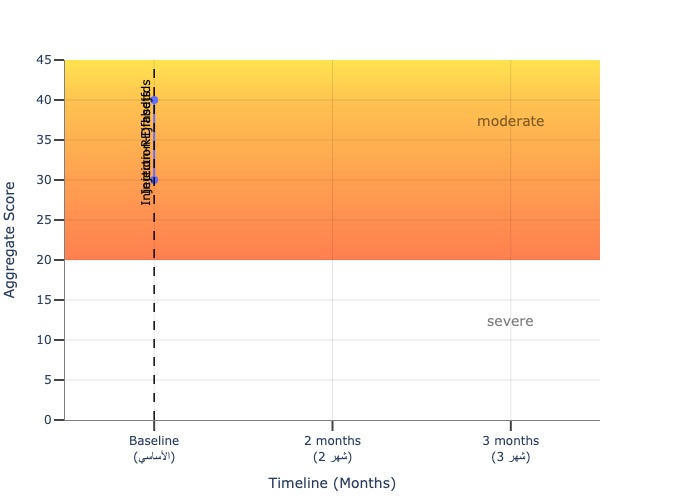 45
40
35
30
25
20
15
10
5
0
Aggregate Score
moderate
severe
Baseline
(الأساسي)
2 months
(شهر 2)
3 months
(شهر 3)
Timeline (Months)